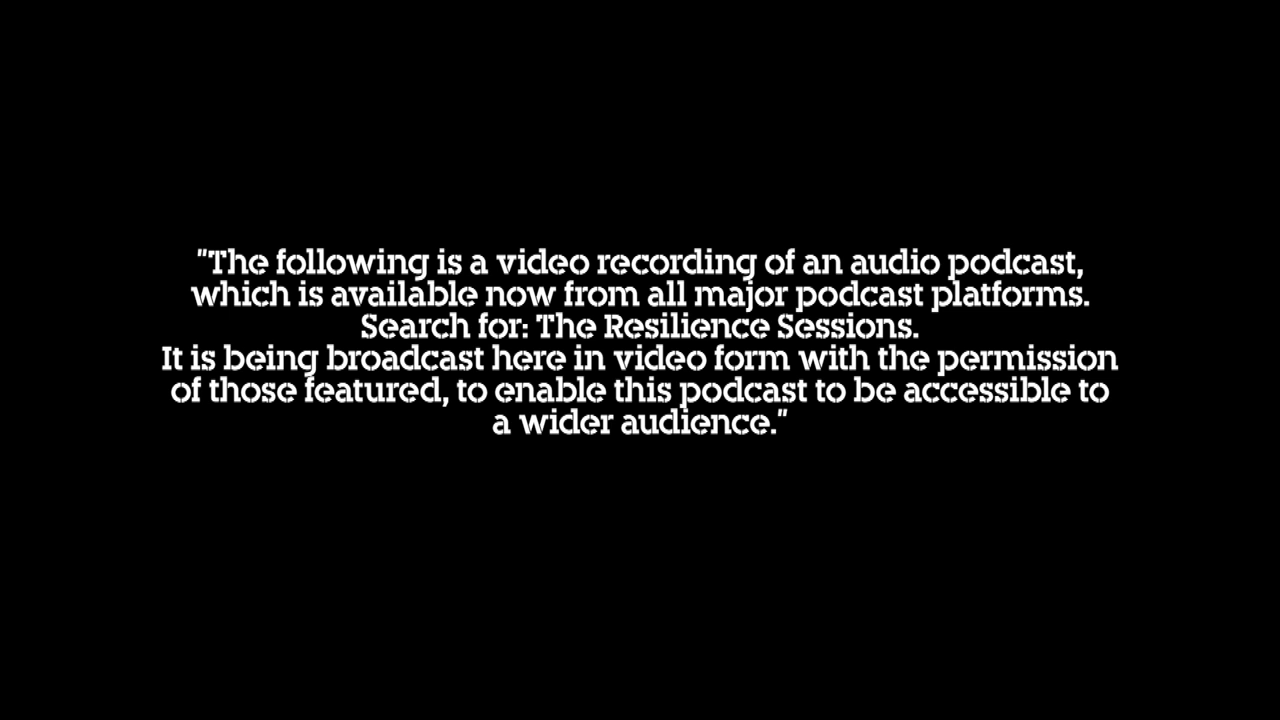 "The following is a video recording of an audio podcast,
which is available now from all major podcast platforms.
Search for: The Resilience Sessions.
It is being broadcast here in video form with the permission
of those featured, to enable this podcast to be accessible to
a wider audience."